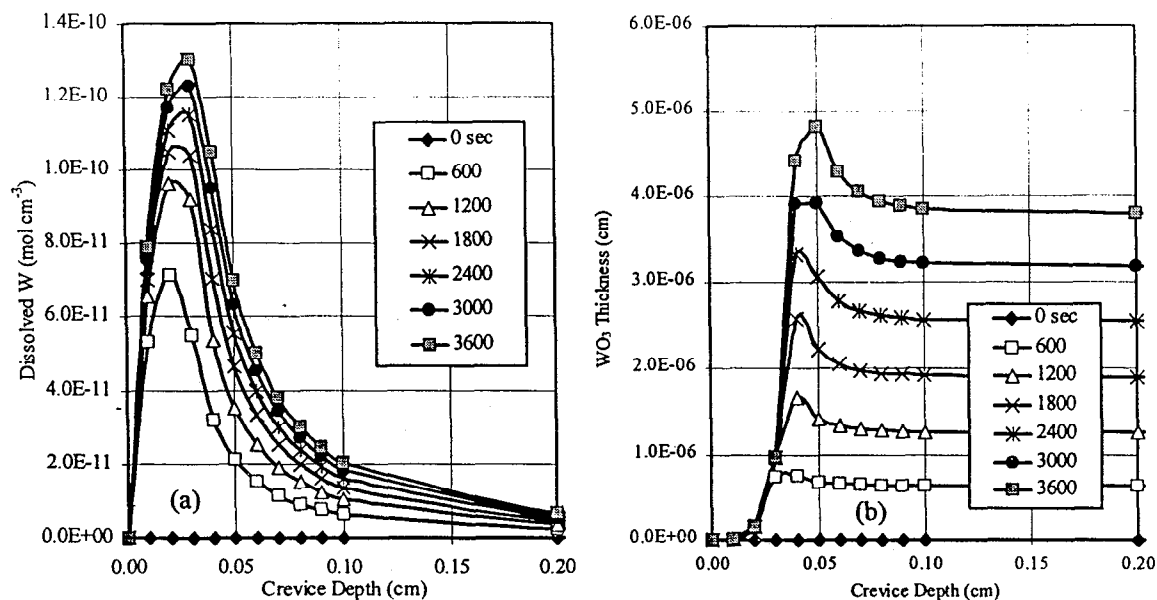 1.4E-10
1.2E-10
1.0E-10
8.0E-11
6.0E-11
4.0E-11
2.0E-11
0.0E+00
Dissolved W (mol cm⁻³)
0 sec
600
1200
1800
2400
3000
3600
(a)
0.00
0.05
0.10
0.15
0.20
Crevice Depth (cm)
6.0E-06
5.0E-06
4.0E-06
3.0E-06
2.0E-06
1.0E-06
0.0E+00
WO₃ Thickness (cm)
0 sec
600
1200
1800
2400
3000
3600
(b)
0.00
0.05
0.10
0.15
0.20
Crevice Depth (cm)